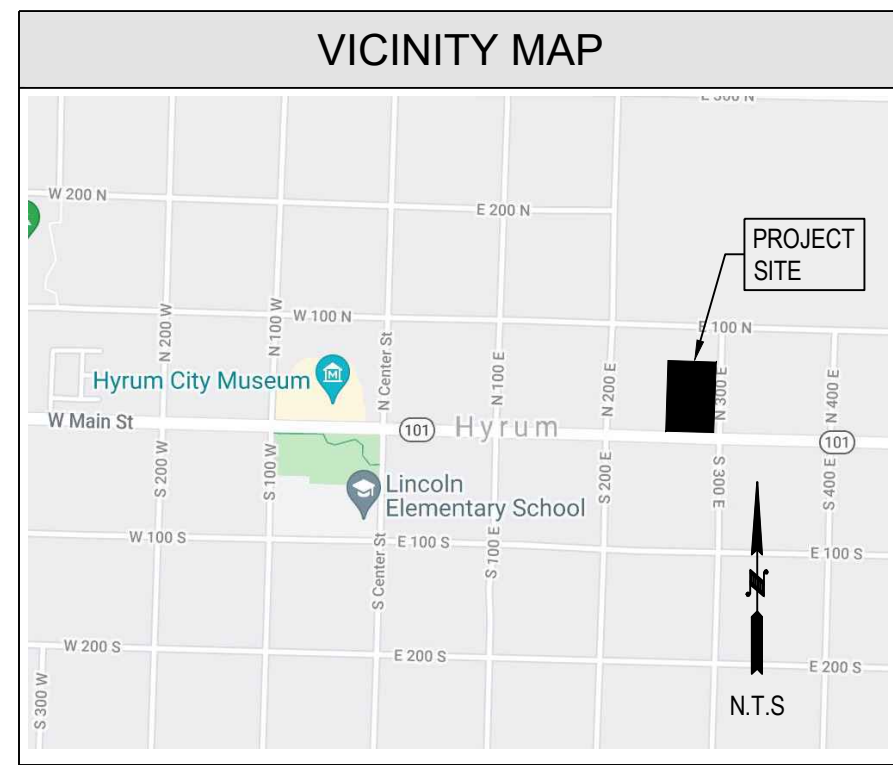 VICINITY MAP
E 300 N
W 200 N
E 200 N
PROJECT
SITE
W 100 N
E 100 N
N 200 W
N 100 W
N Center St
N 100 E
N 200 E
N 300 E
N 400 E
Hyrum City Museum
W Main St
101
Hyrum
101
S 200 W
S 100 W
S Center St
S 100 E
S 200 E
S 300 E
S 400 E
Lincoln
Elementary School
W 100 S
E 100 S
E 100 S
N
W 200 S
E 200 S
E 200 S
S 300 W
N.T.S